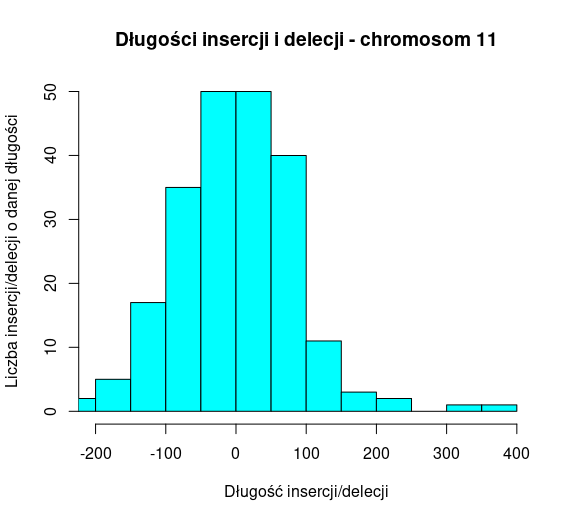 Długości insercji i delecji - chromosom 11
Liczba insercji/delecji o danej długości
50
40
30
20
10
0
-200 -100 0 100 200 300 400
Długość insercji/delecji